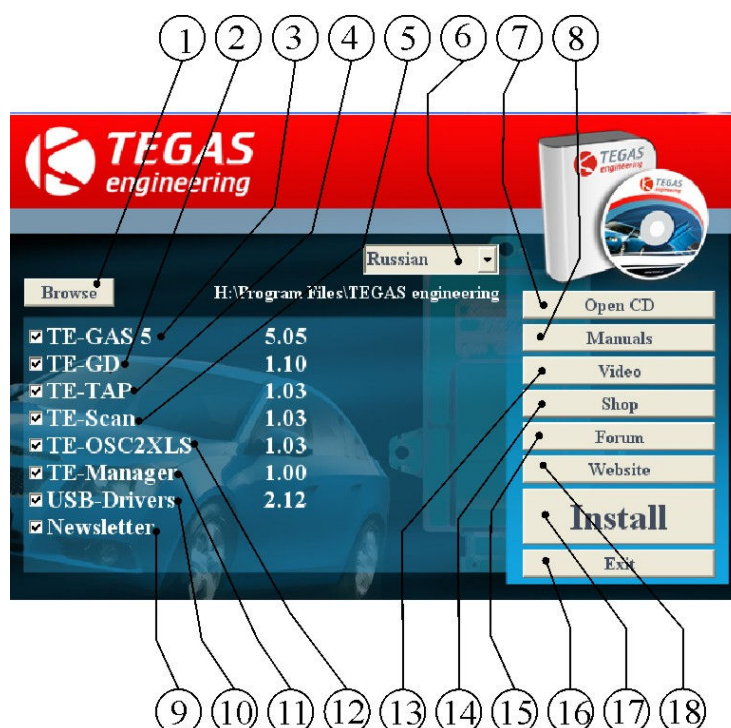 1 2 3 4 5 6 7 8
TEGAS
engineering
TEGAS
engineering
TEGAS
Russian
Browse
H:\Program Files\TEGAS engineering
Open CD
TE-GAS 5 5.05
Manuals
TE-GD 1.10
Video
TE-TAP 1.03
Shop
TE-Scan 1.03
Forum
TE-OSC2XLS 1.03
Website
TE-Manager 1.00
USB-Drivers 2.12
Install
Newsletter
Exit
9 10 11 12 13 14 15 16 17 18